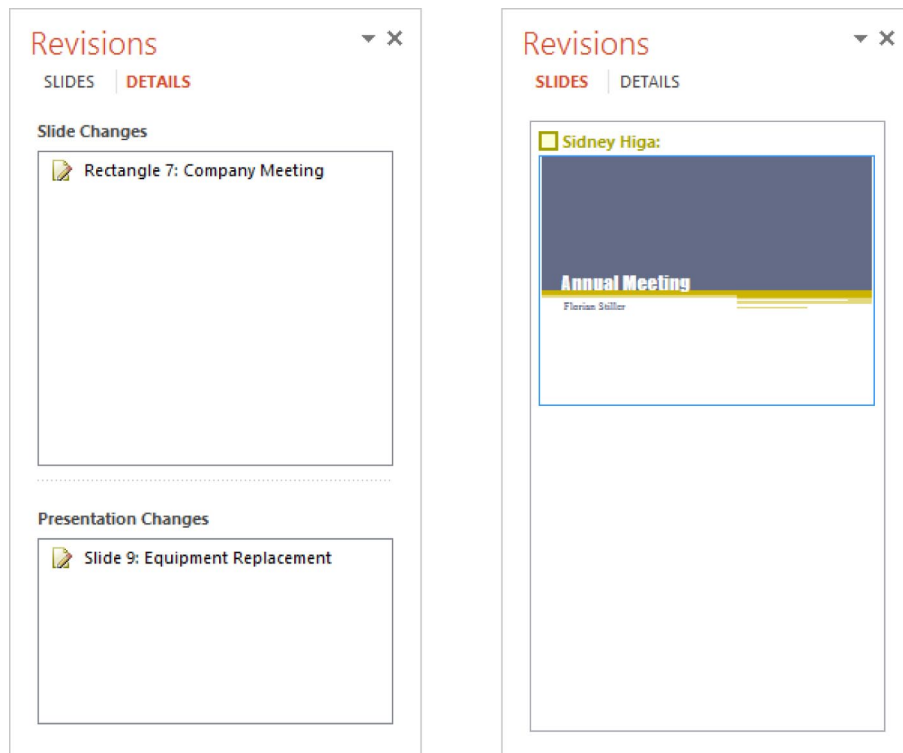 Revisions
SLIDES DETAILS
Slide Changes
Rectangle 7: Company Meeting
Presentation Changes
Slide 9: Equipment Replacement
Revisions
SLIDES DETAILS
Sidney Higa:
Annual Meeting
Florian Stiller